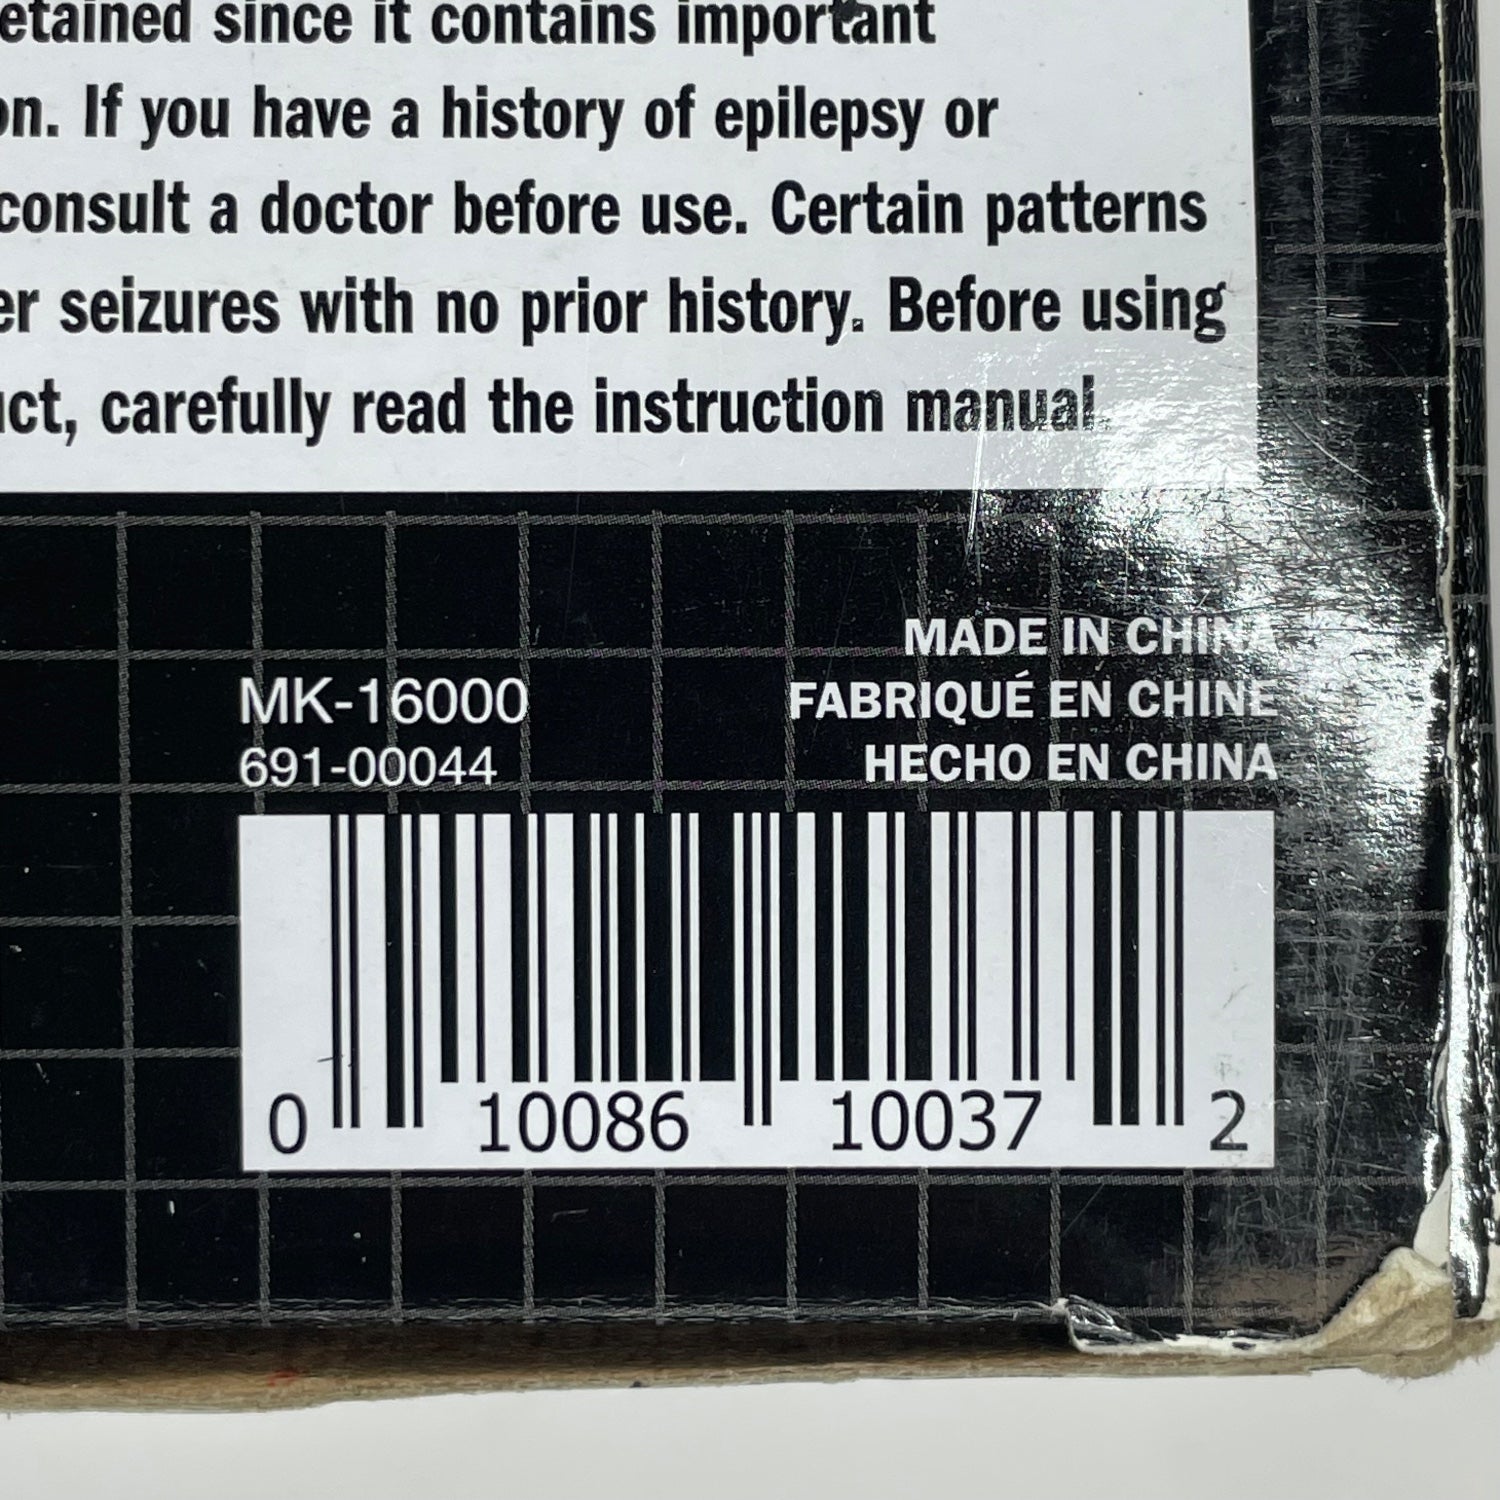 etained since it contains important
on. If you have a history of epilepsy or
consult a doctor before use. Certain patterns
er seizures with no prior history. Before using
uct, carefully read the instruction manual.
MADE IN CHINA
MK-16000 FABRIQUÉ EN CHINE
691-00044 HECHO EN CHINA
0 10086 10037 2